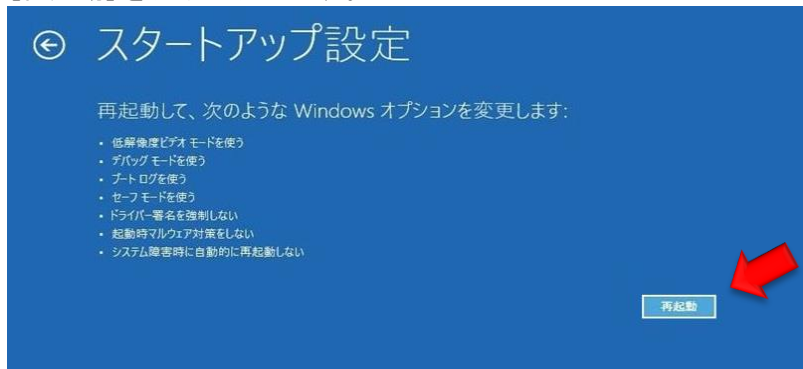 スタートアップ設定
再起動して、次のような Windows オプションを変更します:
• 低解像度ビデオ モードを使う
• デバッグ モードを使う
• ブート ログを使う
• セーフ モードを使う
• ドライバー署名を強制しない
• 起動時マルウェア対策をしない
• システム障害時に自動的に再起動しない
再起動